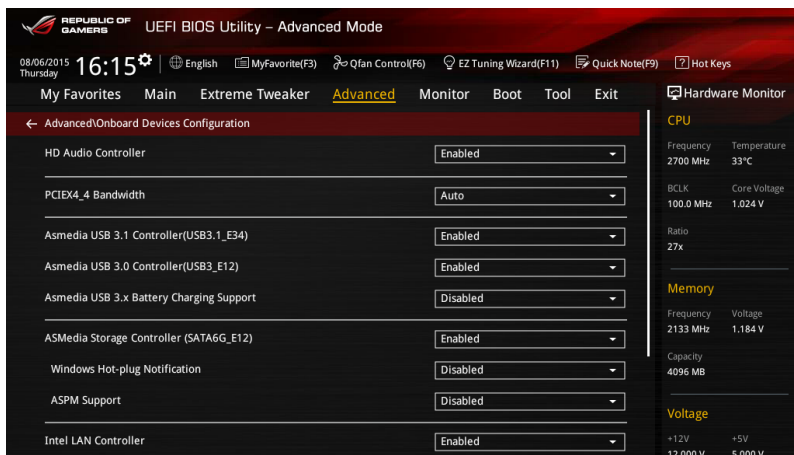 REPUBLIC OF
GAMERS
UEFI BIOS Utility – Advanced Mode
08/06/2015
Thursday
16:15
English
MyFavorite(F3)
Qfan Control(F6)
EZ Tuning Wizard(F11)
Quick Note(F9)
? Hot Keys
My Favorites Main Extreme Tweaker Advanced Monitor Boot Tool Exit
Hardware Monitor
← Advanced\Onboard Devices Configuration
HD Audio Controller Enabled
PCIEX4_4 Bandwidth Auto
Asmedia USB 3.1 Controller(USB3.1_E34) Enabled
Asmedia USB 3.0 Controller(USB3_E12) Enabled
Asmedia USB 3.x Battery Charging Support Disabled
ASMedia Storage Controller (SATA6G_E12) Enabled
Windows Hot-plug Notification Disabled
ASPM Support Disabled
Intel LAN Controller Enabled
CPU
Frequency Temperature
2700 MHz 33°C
BCLK Core Voltage
100.0 MHz 1.024 V
Ratio
27x
Memory
Frequency Voltage
2133 MHz 1.184 V
Capacity
4096 MB
Voltage
+12V +5V
12.000 V 5.000 V